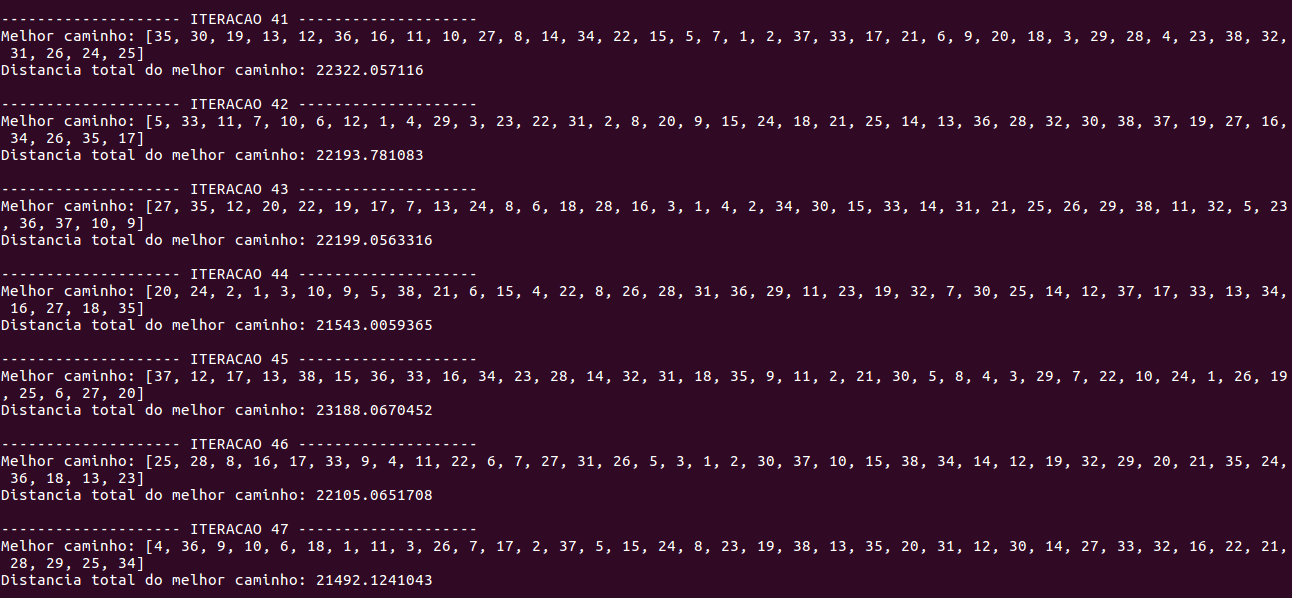 -------------------- ITERACAO 41 --------------------
Melhor caminho: [35, 30, 19, 13, 12, 36, 16, 11, 10, 27, 8, 14, 34, 22, 15, 5, 7, 1, 2, 37, 33, 17, 21, 6, 9, 20, 18, 3, 29, 28, 4, 23, 38, 32,
 31, 26, 24, 25]
Distancia total do melhor caminho: 22322.057116
-------------------- ITERACAO 42 --------------------
Melhor caminho: [5, 33, 11, 7, 10, 6, 12, 1, 4, 29, 3, 23, 22, 31, 2, 8, 20, 9, 15, 24, 18, 21, 25, 14, 13, 36, 28, 32, 30, 38, 37, 19, 27, 16,
 34, 26, 35, 17]
Distancia total do melhor caminho: 22193.781083
-------------------- ITERACAO 43 --------------------
Melhor caminho: [27, 35, 12, 20, 22, 19, 17, 7, 13, 24, 8, 6, 18, 28, 16, 3, 1, 4, 2, 34, 30, 15, 33, 14, 31, 21, 25, 26, 29, 38, 11, 32, 5, 23
, 36, 37, 10, 9]
Distancia total do melhor caminho: 22199.0563316
-------------------- ITERACAO 44 --------------------
Melhor caminho: [20, 24, 2, 1, 3, 10, 9, 5, 38, 21, 6, 15, 4, 22, 8, 26, 28, 31, 36, 29, 11, 23, 19, 32, 7, 30, 25, 14, 12, 37, 17, 33, 13, 34,
 16, 27, 18, 35]
Distancia total do melhor caminho: 21543.0059365
-------------------- ITERACAO 45 --------------------
Melhor caminho: [37, 12, 17, 13, 38, 15, 36, 33, 16, 34, 23, 28, 14, 32, 31, 18, 35, 9, 11, 2, 21, 30, 5, 8, 4, 3, 29, 7, 22, 10, 24, 1, 26, 19
, 25, 6, 27, 20]
Distancia total do melhor caminho: 23188.0670452
-------------------- ITERACAO 46 --------------------
Melhor caminho: [25, 28, 8, 16, 17, 33, 9, 4, 11, 22, 6, 7, 27, 31, 26, 5, 3, 1, 2, 30, 37, 10, 15, 38, 34, 14, 12, 19, 32, 29, 20, 21, 35, 24,
 36, 18, 13, 23]
Distancia total do melhor caminho: 22105.0651708
-------------------- ITERACAO 47 --------------------
Melhor caminho: [4, 36, 9, 10, 6, 18, 1, 11, 3, 26, 7, 17, 2, 37, 5, 15, 24, 8, 23, 19, 38, 13, 35, 20, 31, 12, 30, 14, 27, 33, 32, 16, 22, 21,
 28, 29, 25, 34]
Distancia total do melhor caminho: 21492.1241043